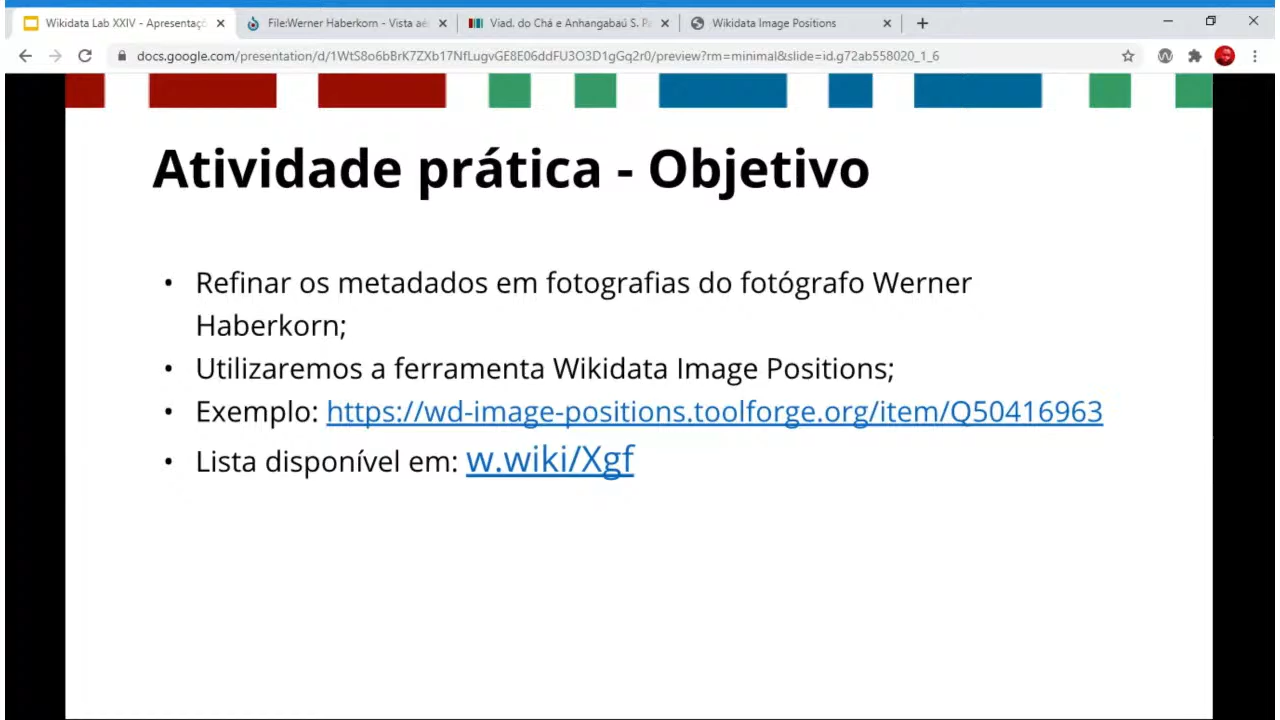 Wikidata Lab XXIV - Apresentaç
File:Werner Haberkorn - Vista aé
Viad. do Chá e Anhangabaú S. Pa
Wikidata Image Positions
docs.google.com/presentation/d/1WtS8o6bBrK7ZXb17NfLugvGE8E06ddFU3O3D1gGq2r0/preview?rm=minimal&slide=id.g72ab558020_1_6
Atividade prática - Objetivo
• Refinar os metadados em fotografias do fotógrafo Werner
Haberkorn;
• Utilizaremos a ferramenta Wikidata Image Positions;
• Exemplo: https://wd-image-positions.toolforge.org/item/Q50416963
• Lista disponível em: w.wiki/Xgf